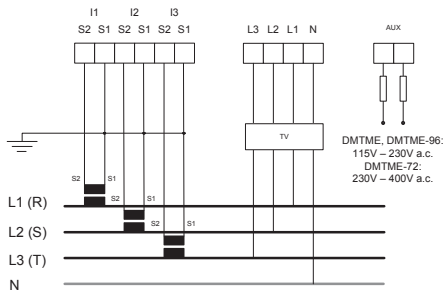 I1 I2 I3
S2 S1 S2 S1 S2 S1 L3 L2 L1 N AUX
TV
DMTME, DMTME-96:
115V – 230V a.c.
DMTME-72:
230V – 400V a.c.
S2 S1
L1 (R) S2 S1
L2 (S) S2 S1
L3 (T)
N